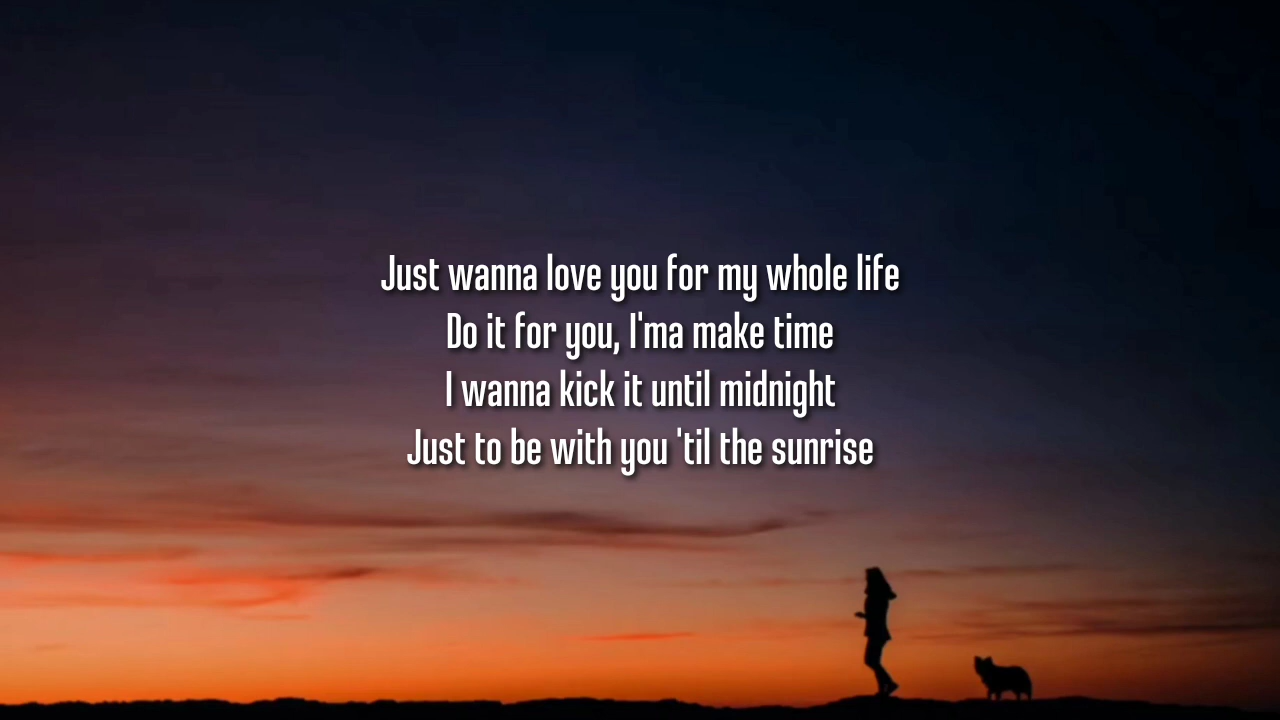 Just wanna love you for my whole life
Do it for you, I'ma make time
I wanna kick it until midnight
Just to be with you 'til the sunrise